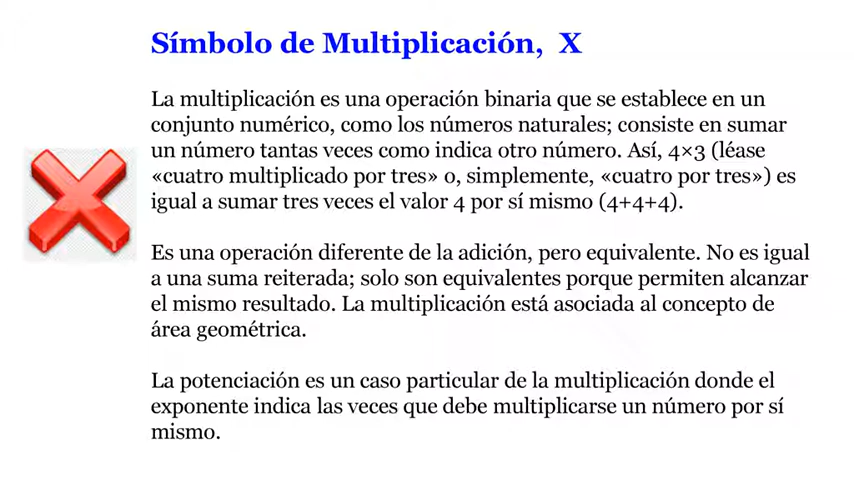 Símbolo de Multiplicación, X
La multiplicación es una operación binaria que se establece en un
conjunto numérico, como los números naturales; consiste en sumar
un número tantas veces como indica otro número. Así, 4×3 (léase
«cuatro multiplicado por tres» o, simplemente, «cuatro por tres») es
igual a sumar tres veces el valor 4 por sí mismo (4+4+4).
Es una operación diferente de la adición, pero equivalente. No es igual
a una suma reiterada; solo son equivalentes porque permiten alcanzar
el mismo resultado. La multiplicación está asociada al concepto de
área geométrica.
La potenciación es un caso particular de la multiplicación donde el
exponente indica las veces que debe multiplicarse un número por sí
mismo.